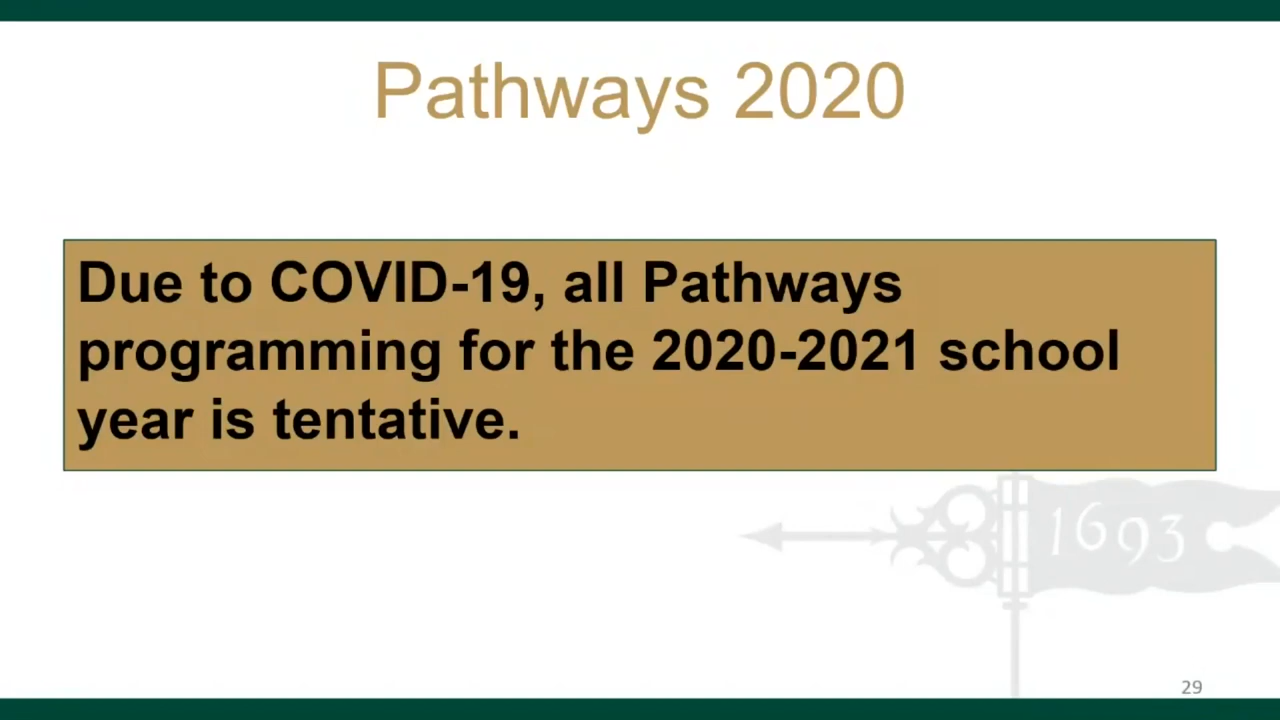 Pathways 2020
Due to COVID-19, all Pathways
programming for the 2020-2021 school
year is tentative.
1693
29